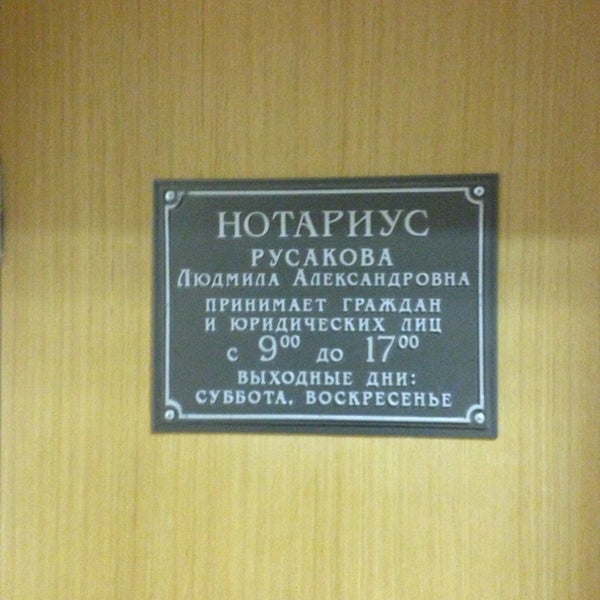 НОТАРИУС
РУСАКОВА
Людмила Александровна
ПРИНИМАЕТ ГРАЖДАН
И ЮРИДИЧЕСКИХ ЛИЦ
С 9⁰⁰ ДО 17⁰⁰
ВЫХОДНЫЕ ДНИ:
СУББОТА, ВОСКРЕСЕНЬЕ